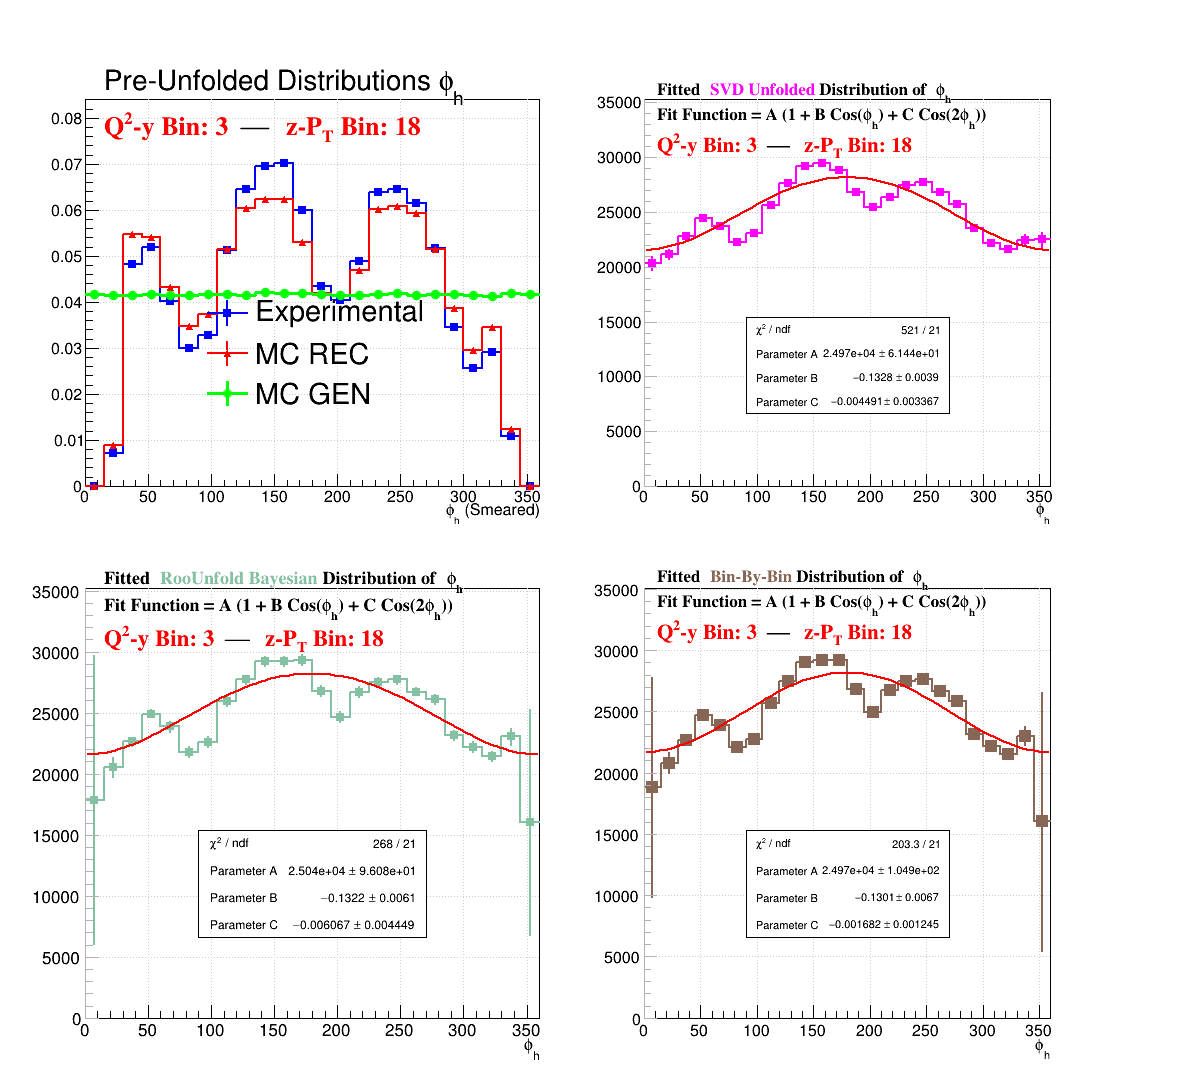 Pre-Unfolded Distributions ϕh
Q²-y Bin: 3 — z-PT Bin: 18
0.08
0.07
0.06
0.05
0.04
0.03
0.02
0.01
0
Experimental
MC REC
MC GEN
0 50 100 150 200 250 300 350
ϕh (Smeared)
Fitted SVD Unfolded Distribution of ϕh
Fit Function = A (1 + B Cos(ϕh) + C Cos(2ϕh))
Q²-y Bin: 3 — z-PT Bin: 18
35000
30000
25000
20000
15000
10000
5000
0
χ² / ndf 521 / 21
Parameter A 2.497e+04 ± 6.144e+01
Parameter B −0.1328 ± 0.0039
Parameter C −0.004491 ± 0.003367
0 50 100 150 200 250 300 350
ϕh
Fitted RooUnfold Bayesian Distribution of ϕh
Fit Function = A (1 + B Cos(ϕh) + C Cos(2ϕh))
Q²-y Bin: 3 — z-PT Bin: 18
35000
30000
25000
20000
15000
10000
5000
0
χ² / ndf 268 / 21
Parameter A 2.504e+04 ± 9.608e+01
Parameter B −0.1322 ± 0.0061
Parameter C −0.006067 ± 0.004449
0 50 100 150 200 250 300 350
ϕh
Fitted Bin-By-Bin Distribution of ϕh
Fit Function = A (1 + B Cos(ϕh) + C Cos(2ϕh))
Q²-y Bin: 3 — z-PT Bin: 18
35000
30000
25000
20000
15000
10000
5000
0
χ² / ndf 203.3 / 21
Parameter A 2.497e+04 ± 1.049e+02
Parameter B −0.1301 ± 0.0067
Parameter C −0.001682 ± 0.001245
0 50 100 150 200 250 300 350
ϕh